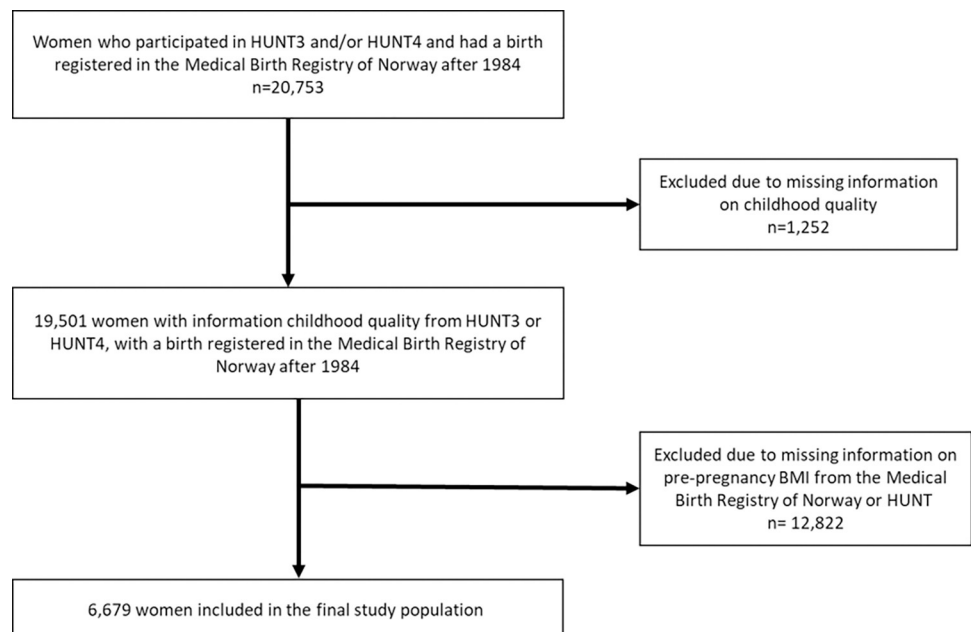 Women who participated in HUNT3 and/or HUNT4 and had a birth
registered in the Medical Birth Registry of Norway after 1984
n=20,753
Excluded due to missing information
on childhood quality
n=1,252
19,501 women with information childhood quality from HUNT3 or
HUNT4, with a birth registered in the Medical Birth Registry of
Norway after 1984
Excluded due to missing information on
pre-pregnancy BMI from the Medical
Birth Registry of Norway or HUNT
n= 12,822
6,679 women included in the final study population